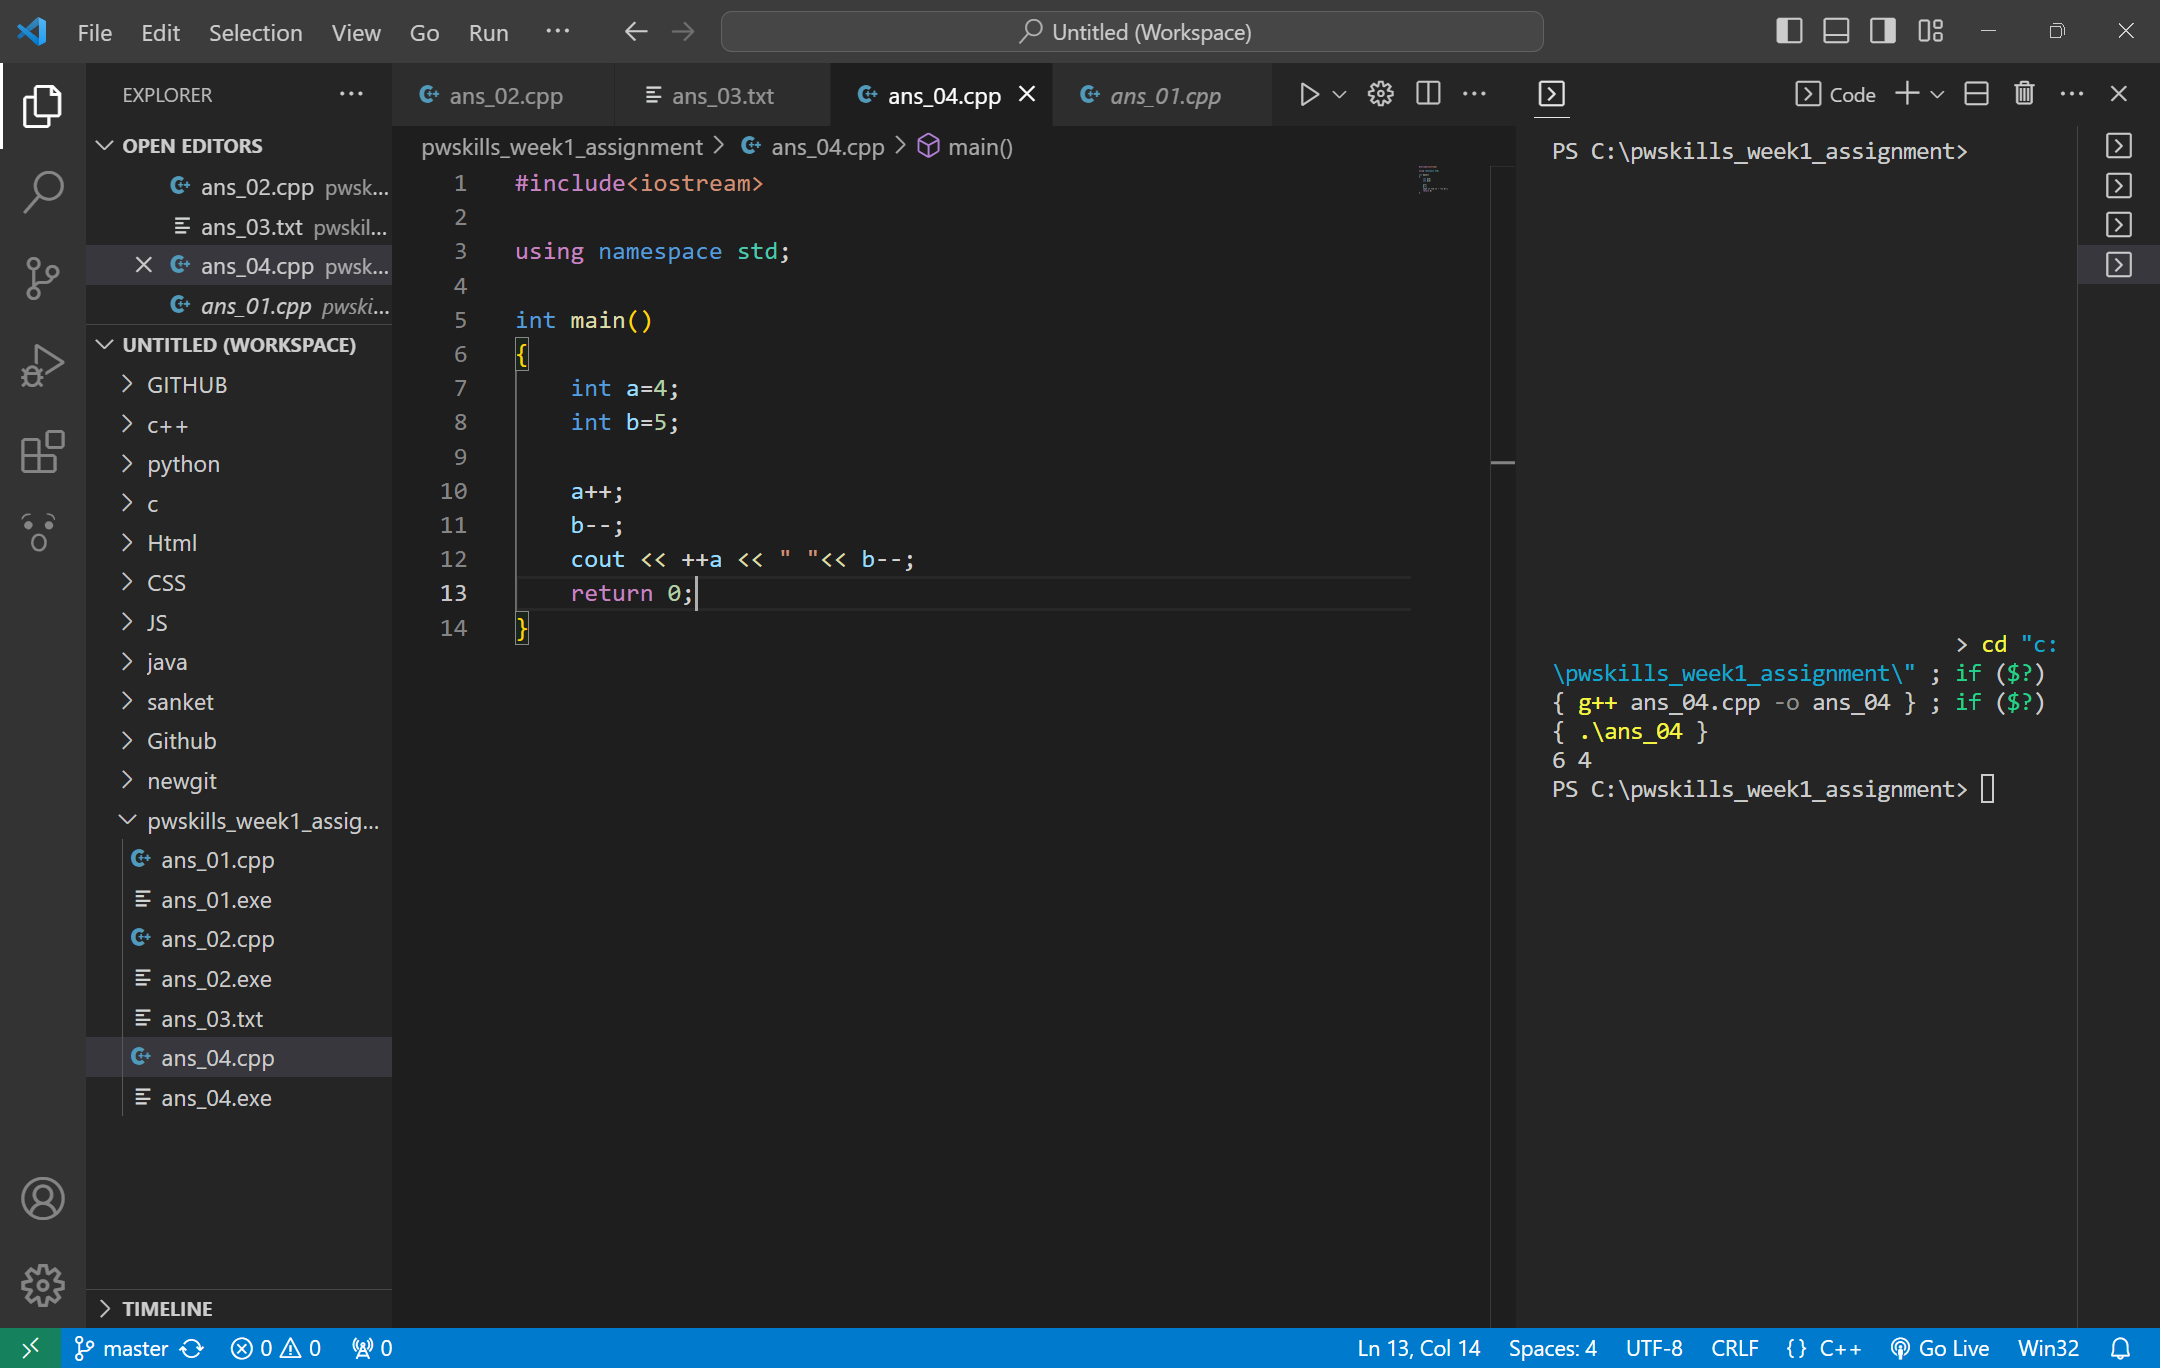 File Edit Selection View Go Run ··· Untitled (Workspace)
EXPLORER ···
OPEN EDITORS
ans_02.cpp pwsk...
ans_03.txt pwskil...
ans_04.cpp pwsk...
ans_01.cpp pwski...
UNTITLED (WORKSPACE)
GITHUB
c++
python
c
Html
CSS
JS
java
sanket
Github
newgit
pwskills_week1_assig...
ans_01.cpp
ans_01.exe
ans_02.cpp
ans_02.exe
ans_03.txt
ans_04.cpp
ans_04.exe
TIMELINE
ans_02.cpp ans_03.txt ans_04.cpp ans_01.cpp
pwskills_week1_assignment > ans_04.cpp > main()
1 #include<iostream>
2
3 using namespace std;
4
5 int main()
6 {
7 int a=4;
8 int b=5;
9
10 a++;
11 b--;
12 cout << ++a << " "<< b--;
13 return 0;
14 }
Code
PS C:\pwskills_week1_assignment>
> cd "c:
\pwskills_week1_assignment\" ; if ($?)
{ g++ ans_04.cpp -o ans_04 } ; if ($?)
{ .\ans_04 }
6 4
PS C:\pwskills_week1_assignment>
master 0 0 0 Ln 13, Col 14 Spaces: 4 UTF-8 CRLF {} C++ Go Live Win32